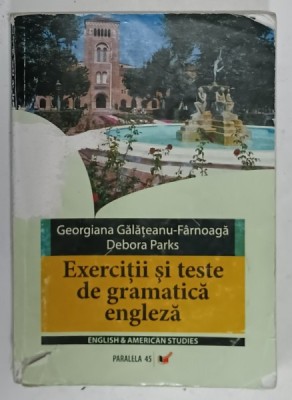 Georgiana Gălățeanu-Fârnoagă
Debora Parks
Exerciții și teste
de gramatică
engleză
ENGLISH & AMERICAN STUDIES
PARALELA 45